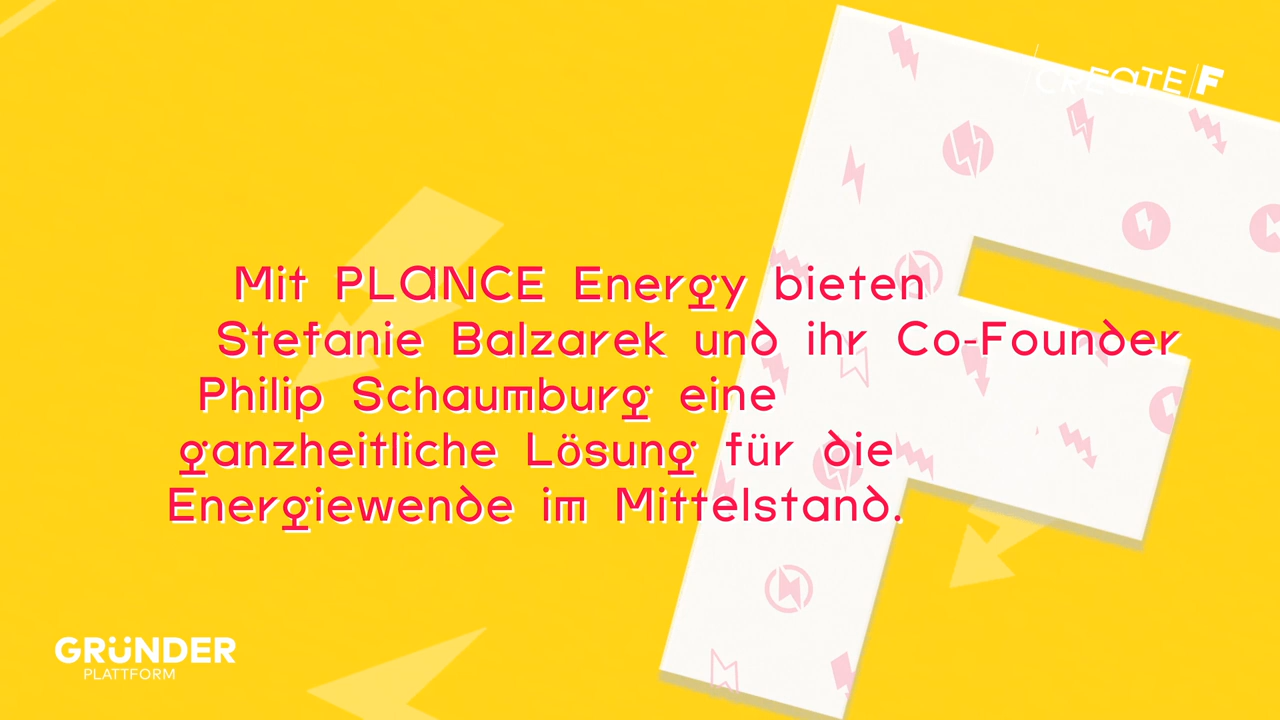 CREATE/F
Mit PLANCE Energy bieten
Stefanie Balzarek und ihr Co-Founder
Philip Schaumburg eine
ganzheitliche Lösung für die
Energiewende im Mittelstand.
GRÜNDER
PLATTFORM